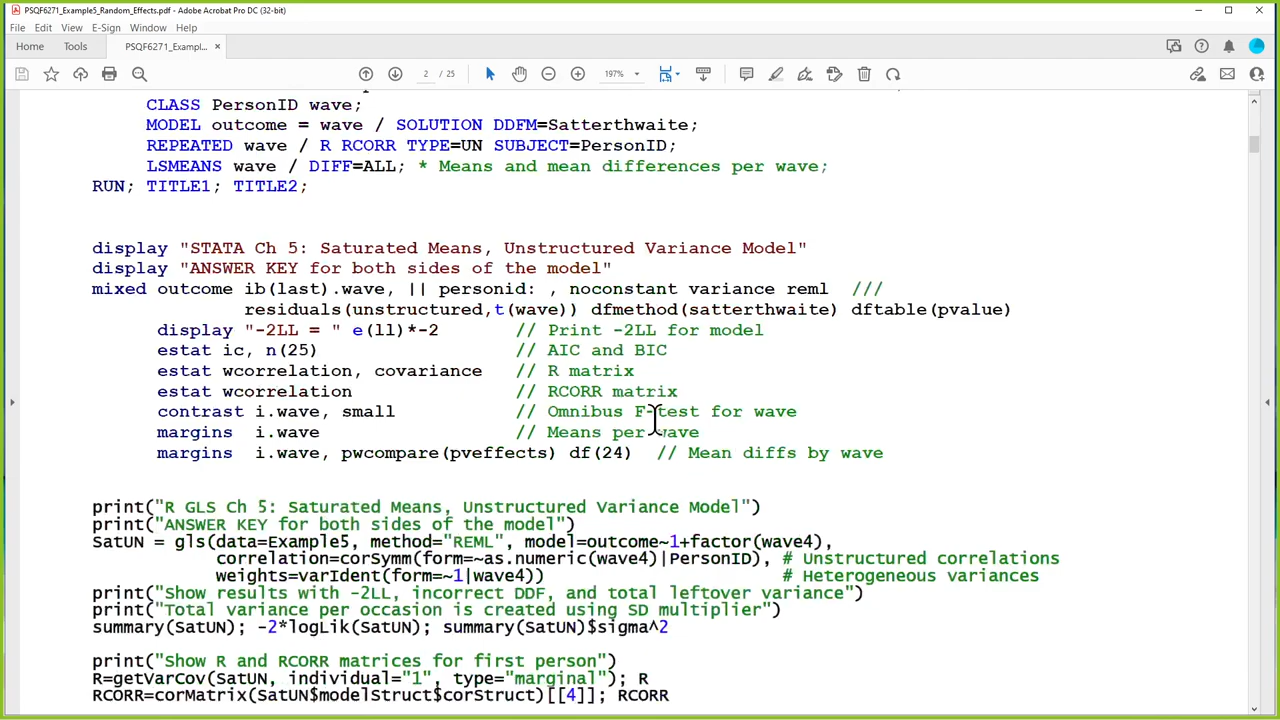 PSQF6271_Example5_Random_Effects.pdf - Adobe Acrobat Pro DC (32-bit)
File Edit View E-Sign Window Help
Home Tools PSQF6271_Exampl... ×
2 / 25 197%
CLASS PersonID wave;
MODEL outcome = wave / SOLUTION DDFM=Satterthwaite;
REPEATED wave / R RCORR TYPE=UN SUBJECT=PersonID;
LSMEANS wave / DIFF=ALL; * Means and mean differences per wave;
RUN; TITLE1; TITLE2;
display "STATA Ch 5: Saturated Means, Unstructured Variance Model"
display "ANSWER KEY for both sides of the model"
mixed outcome ib(last).wave, || personid: , noconstant variance reml ///
residuals(unstructured,t(wave)) dfmethod(satterthwaite) dftable(pvalue)
display "-2LL = " e(ll)*-2 // Print -2LL for model
estat ic, n(25) // AIC and BIC
estat wcorrelation, covariance // R matrix
estat wcorrelation // RCORR matrix
contrast i.wave, small // Omnibus F-test for wave
margins i.wave // Means per wave
margins i.wave, pwcompare(pveffects) df(24) // Mean diffs by wave
print("R GLS Ch 5: Saturated Means, Unstructured Variance Model")
print("ANSWER KEY for both sides of the model")
SatUN = gls(data=Example5, method="REML", model=outcome~1+factor(wave4),
correlation=corSymm(form=~as.numeric(wave4)|PersonID), # Unstructured correlations
weights=varIdent(form=~1|wave4)) # Heterogeneous variances
print("Show results with -2LL, incorrect DDF, and total leftover variance")
print("Total variance per occasion is created using SD multiplier")
summary(SatUN); -2*logLik(SatUN); summary(SatUN)$sigma^2
print("Show R and RCORR matrices for first person")
R=getVarCov(SatUN, individual="1", type="marginal"); R
RCORR=corMatrix(SatUN$modelStruct$corStruct)[[4]]; RCORR